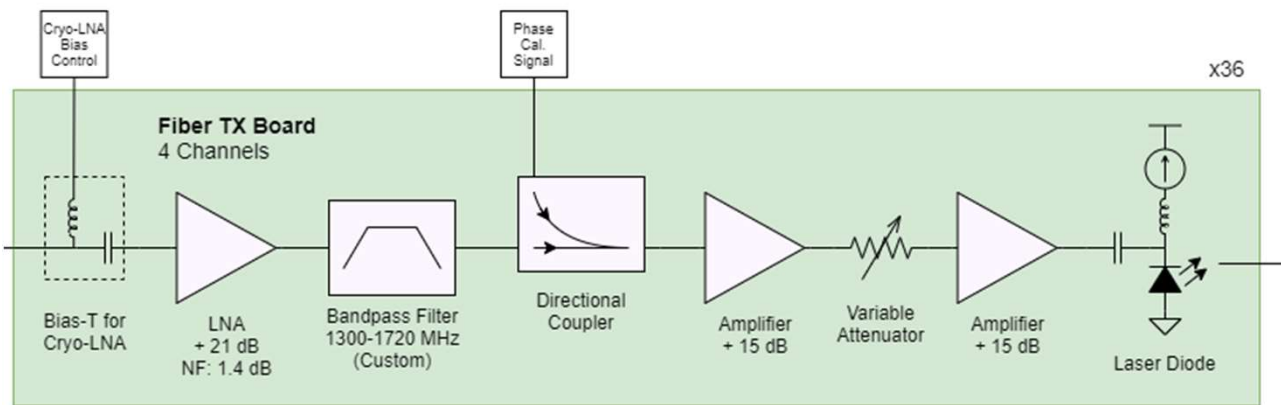 Cryo-LNA
Bias
Control
Phase
Cal.
Signal
x36
Fiber TX Board
4 Channels
Bias-T for
Cryo-LNA
LNA
+ 21 dB
NF: 1.4 dB
Bandpass Filter
1300-1720 MHz
(Custom)
Directional
Coupler
Amplifier
+ 15 dB
Variable
Attenuator
Amplifier
+ 15 dB
Laser Diode